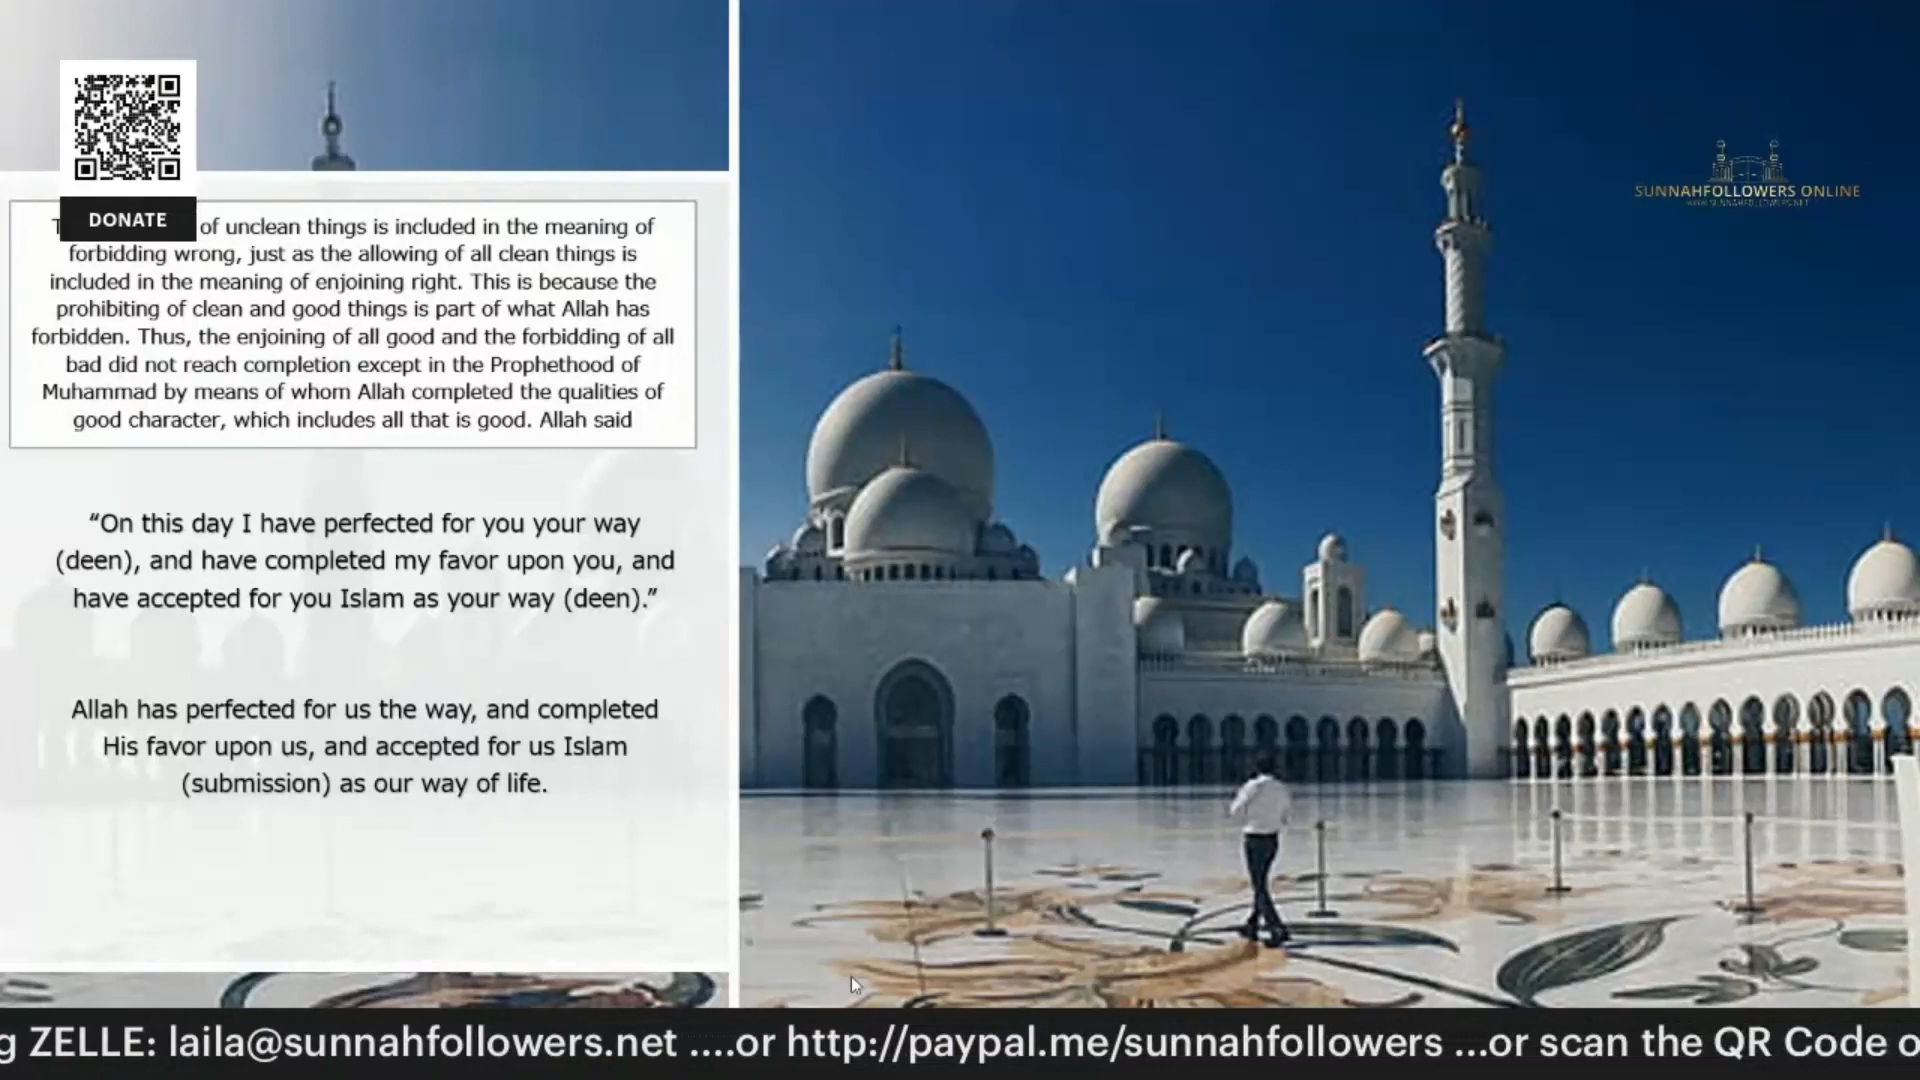 DONATE
of unclean things is included in the meaning of
forbidding wrong, just as the allowing of all clean things is
included in the meaning of enjoining right. This is because the
prohibiting of clean and good things is part of what Allah has
forbidden. Thus, the enjoining of all good and the forbidding of all
bad did not reach completion except in the Prophethood of
Muhammad by means of whom Allah completed the qualities of
good character, which includes all that is good. Allah said
“On this day I have perfected for you your way
(deen), and have completed my favor upon you, and
have accepted for you Islam as your way (deen).”
Allah has perfected for us the way, and completed
His favor upon us, and accepted for us Islam
(submission) as our way of life.
SUNNAHFOLLOWERS ONLINE
WWW.SUNNAHFOLLOWERS.NET
g ZELLE: laila@sunnahfollowers.net ....or http://paypal.me/sunnahfollowers ...or scan the QR Code o